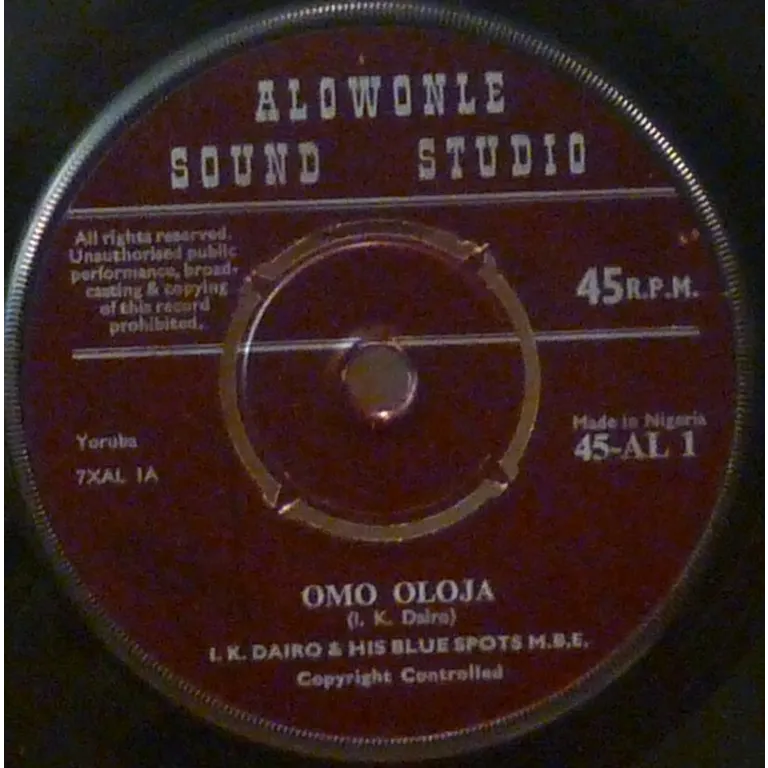 ALOWONLE
SOUND STUDIO
All rights reserved.
Unauthorised public
performance, broad-
casting & copying
of this record
prohibited.
45 R.P.M.
Yoruba
7XAL 1A
Made in Nigeria
45-AL 1
OMO OLOJA
(I. K. Dairo)
I. K. DAIRO & HIS BLUE SPOTS M.B.E.
Copyright Controlled